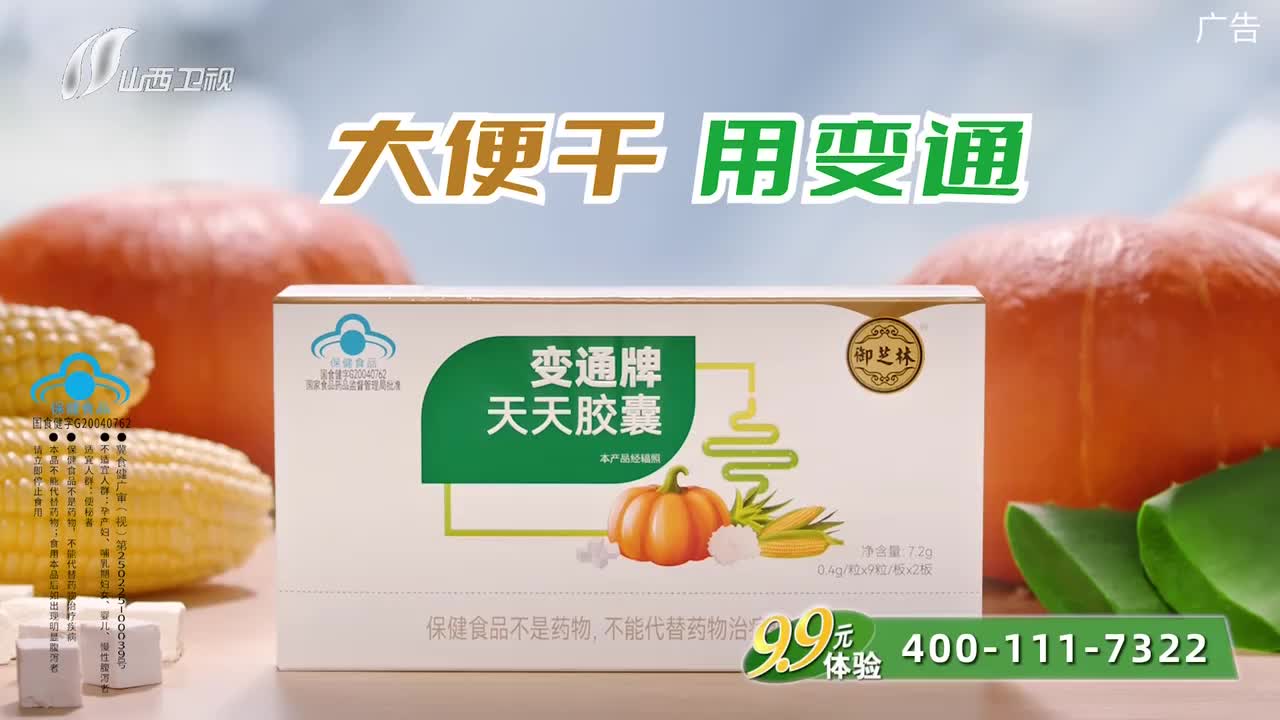 广告
山西卫视
大便干 用变通
保健食品
国食健字G20040762
国家食品药品监督管理局批准
变通牌
天天胶囊
本产品经辐照
御芝林
净含量: 7.2g
0.4g/粒x9粒/板x2板
保健食品不是药物, 不能代替药物治
9.9元
体验
400-111-7322
保健食品
国食健字G20040762
●冀食健广审(视)第250225-00039号
●不适宜人群：孕产妇、哺乳期妇女、婴儿、慢性腹泻者
适宜人群：便秘者
●保健食品不是药物，不能代替药物治疗疾病
●本品不能代替药物；食用本品后如出现明显腹泻者
请立即停止食用